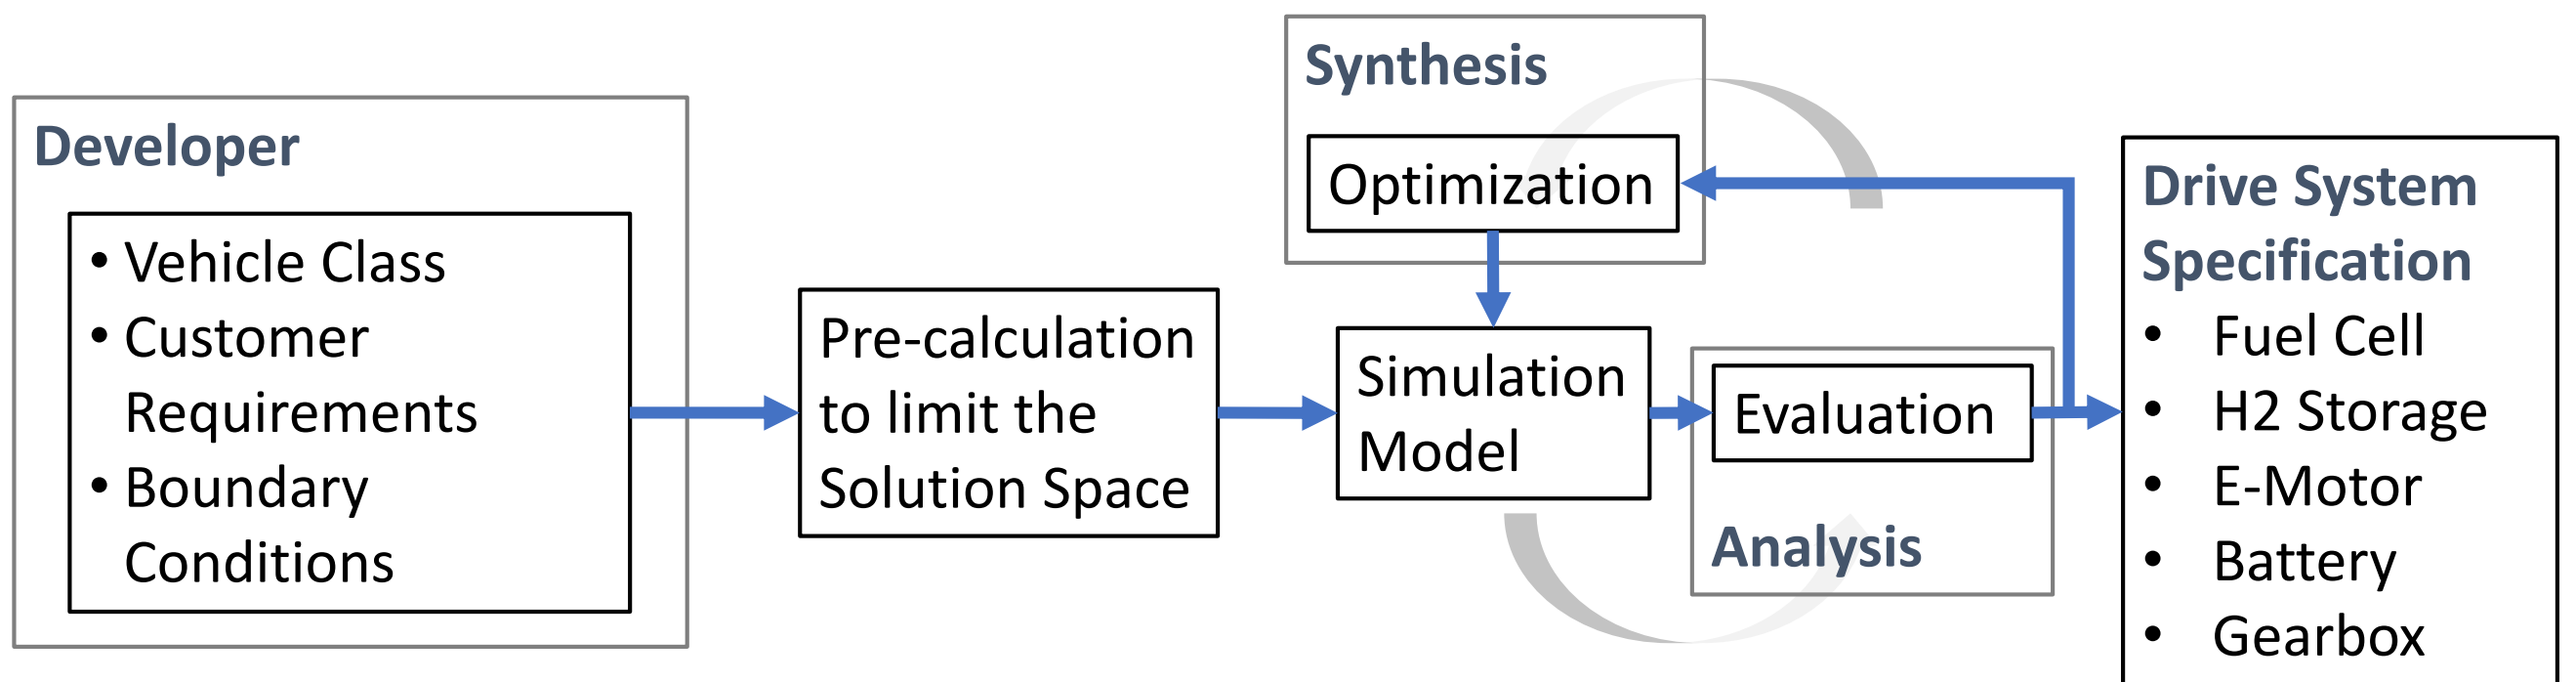 Developer
• Vehicle Class
• Customer
Requirements
• Boundary
Conditions
Pre-calculation
to limit the
Solution Space
Synthesis
Optimization
Simulation
Model
Evaluation
Analysis
Drive System
Specification
• Fuel Cell
• H2 Storage
• E-Motor
• Battery
• Gearbox